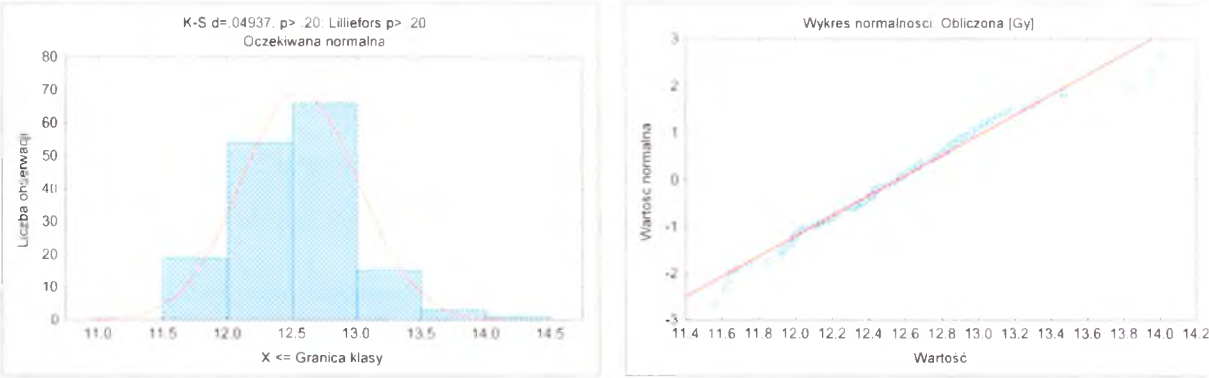 K-S d=.04937, p> .20; Lilliefors p> .20
Oczekiwana normalna
80
70
60
50
40
30
20
10
0
Liczba obserwacji
11.0 11.5 12.0 12.5 13.0 13.5 14.0 14.5
X <= Granica klasy
Wykres normalności: Obliczona [Gy]
3
2
1
0
-1
-2
-3
Wartość normalna
11.4 11.6 11.8 12.0 12.2 12.4 12.6 12.8 13.0 13.2 13.4 13.6 13.8 14.0 14.2
Wartość